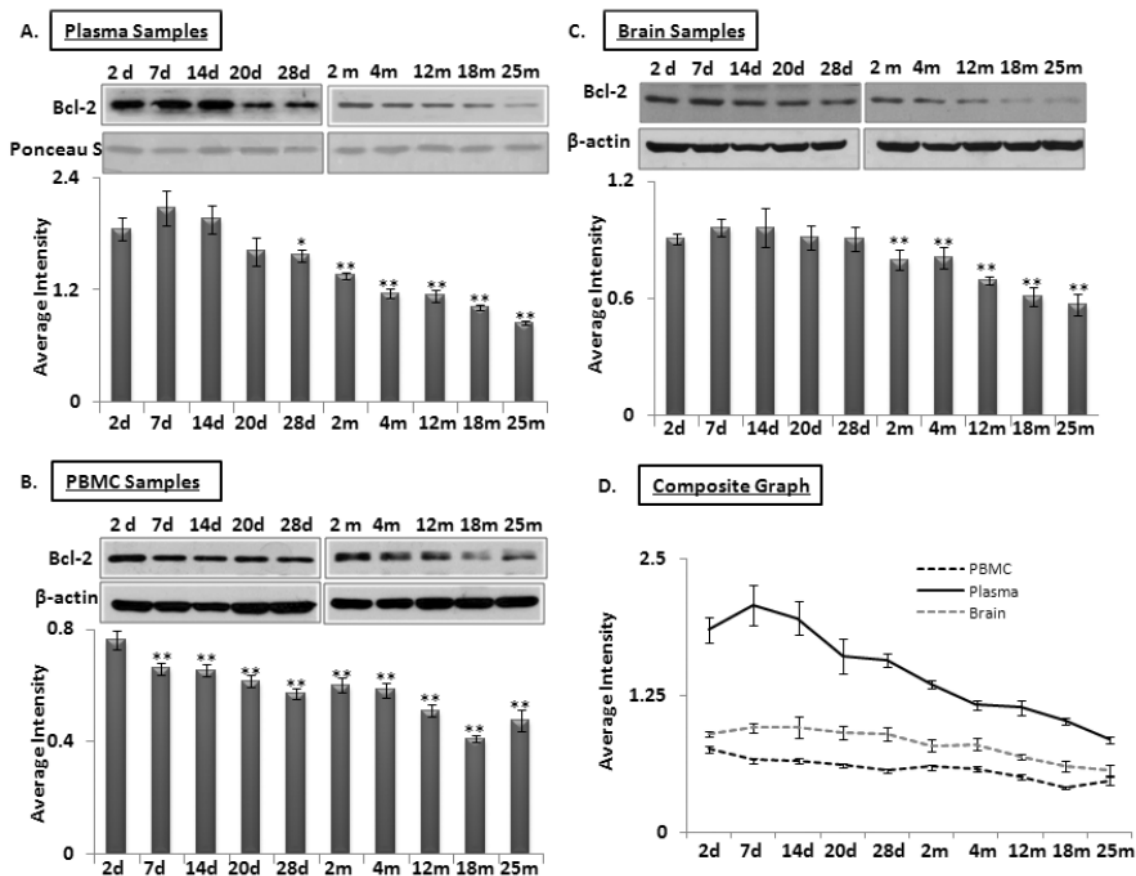 A. Plasma Samples
2 d 7d 14d 20d 28d 2 m 4m 12m 18m 25m
Bcl-2
Ponceau S
2.4
1.2
0
Average Intensity
*
**
**
**
**
**
2d 7d 14d 20d 28d 2m 4m 12m 18m 25m
B. PBMC Samples
2 d 7d 14d 20d 28d 2 m 4m 12m 18m 25m
Bcl-2
β-actin
0.8
0.4
0
Average Intensity
**
**
**
**
**
**
**
**
**
2d 7d 14d 20d 28d 2m 4m 12m 18m 25m
C. Brain Samples
2 d 7d 14d 20d 28d 2 m 4m 12m 18m 25m
Bcl-2
β-actin
1.2
0.6
0
Average Intensity
**
**
**
**
**
2d 7d 14d 20d 28d 2m 4m 12m 18m 25m
D. Composite Graph
2.5
1.25
0
Average Intensity
PBMC
Plasma
Brain
2d 7d 14d 20d 28d 2m 4m 12m 18m 25m